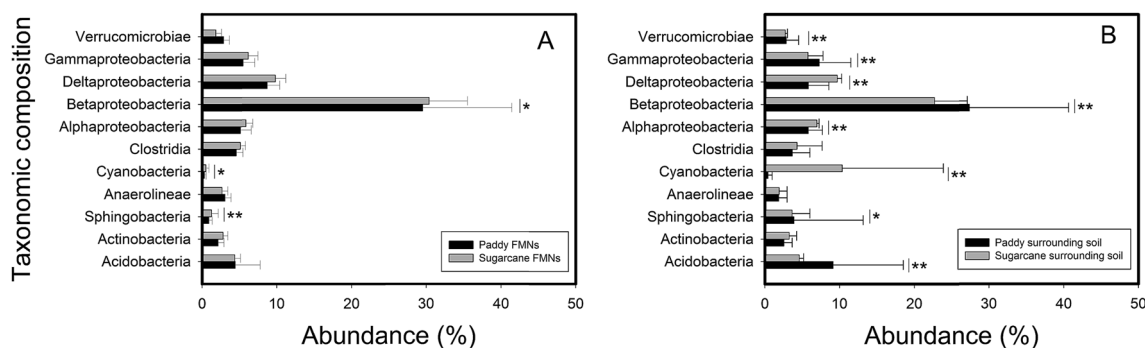 Taxonomic composition
A
Verrucomicrobiae
Gammaproteobacteria
Deltaproteobacteria
Betaproteobacteria
*
Alphaproteobacteria
Clostridia
Cyanobacteria
*
Anaerolineae
Sphingobacteria
**
Actinobacteria
Acidobacteria
Paddy FMNs
Sugarcane FMNs
0 10 20 30 40 50
Abundance (%)
B
Verrucomicrobiae
**
Gammaproteobacteria
**
Deltaproteobacteria
**
Betaproteobacteria
**
Alphaproteobacteria
**
Clostridia
Cyanobacteria
**
Anaerolineae
Sphingobacteria
*
Actinobacteria
Acidobacteria
**
Paddy surrounding soil
Sugarcane surrounding soil
0 10 20 30 40 50
Abundance (%)